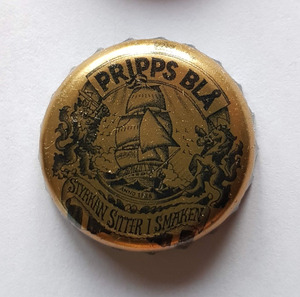 PRIPPS BLÅ
STYRKAN SITTER I SMAKEN